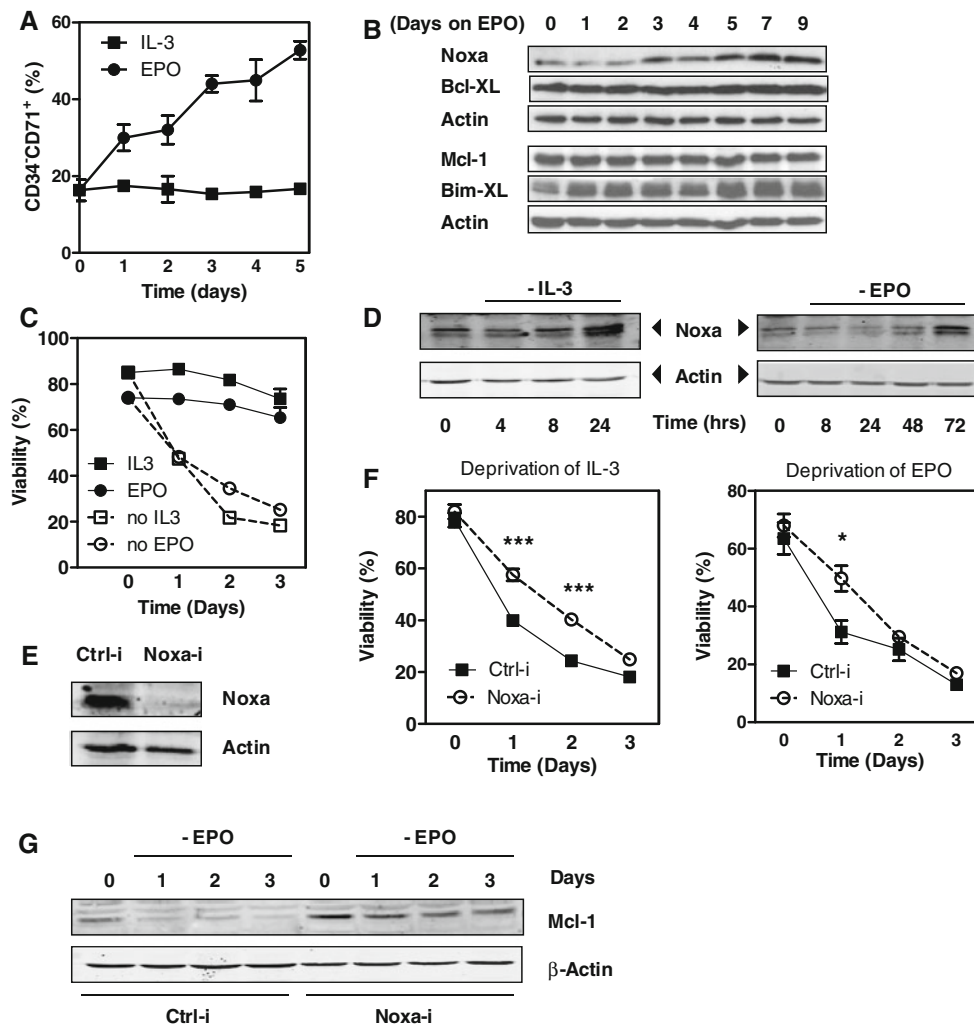 A
IL-3
EPO
CD34⁻CD71⁺ (%)
60
40
20
0
0 1 2 3 4 5
Time (days)
B
(Days on EPO) 0 1 2 3 4 5 7 9
Noxa
Bcl-XL
Actin
Mcl-1
Bim-XL
Actin
C
Viability (%)
100
80
60
40
20
0
IL3
EPO
no IL3
no EPO
0 1 2 3
Time (Days)
D
- IL-3
- EPO
Noxa
Actin
0 4 8 24 Time (hrs) 0 8 24 48 72
E
Ctrl-i Noxa-i
Noxa
Actin
F
Deprivation of IL-3
Viability (%)
80
60
40
20
0
***
***
Ctrl-i
Noxa-i
0 1 2 3
Time (Days)
Deprivation of EPO
Viability (%)
80
60
40
20
0
*
Ctrl-i
Noxa-i
0 1 2 3
Time (Days)
G
- EPO - EPO
0 1 2 3 0 1 2 3 Days
Mcl-1
β-Actin
Ctrl-i Noxa-i